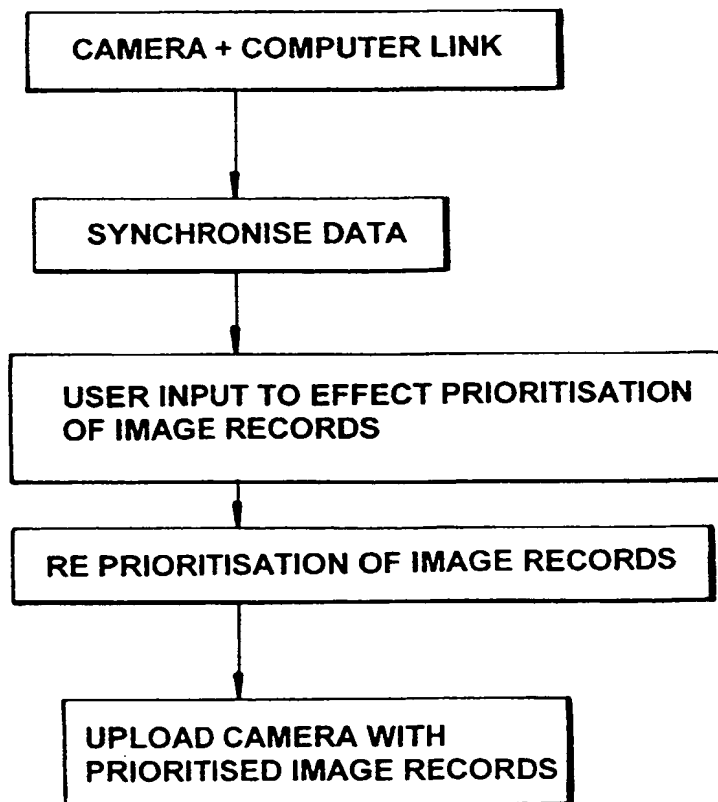 CAMERA + COMPUTER LINK
SYNCHRONISE DATA
USER INPUT TO EFFECT PRIORITISATION
OF IMAGE RECORDS
RE PRIORITISATION OF IMAGE RECORDS
UPLOAD CAMERA WITH
PRIORITISED IMAGE RECORDS